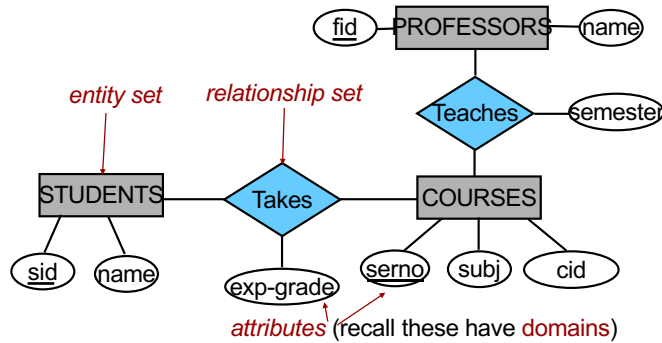 fid PROFESSORS name
entity set relationship set
Teaches semester
STUDENTS Takes COURSES
sid name exp-grade serno subj cid
attributes (recall these have domains)